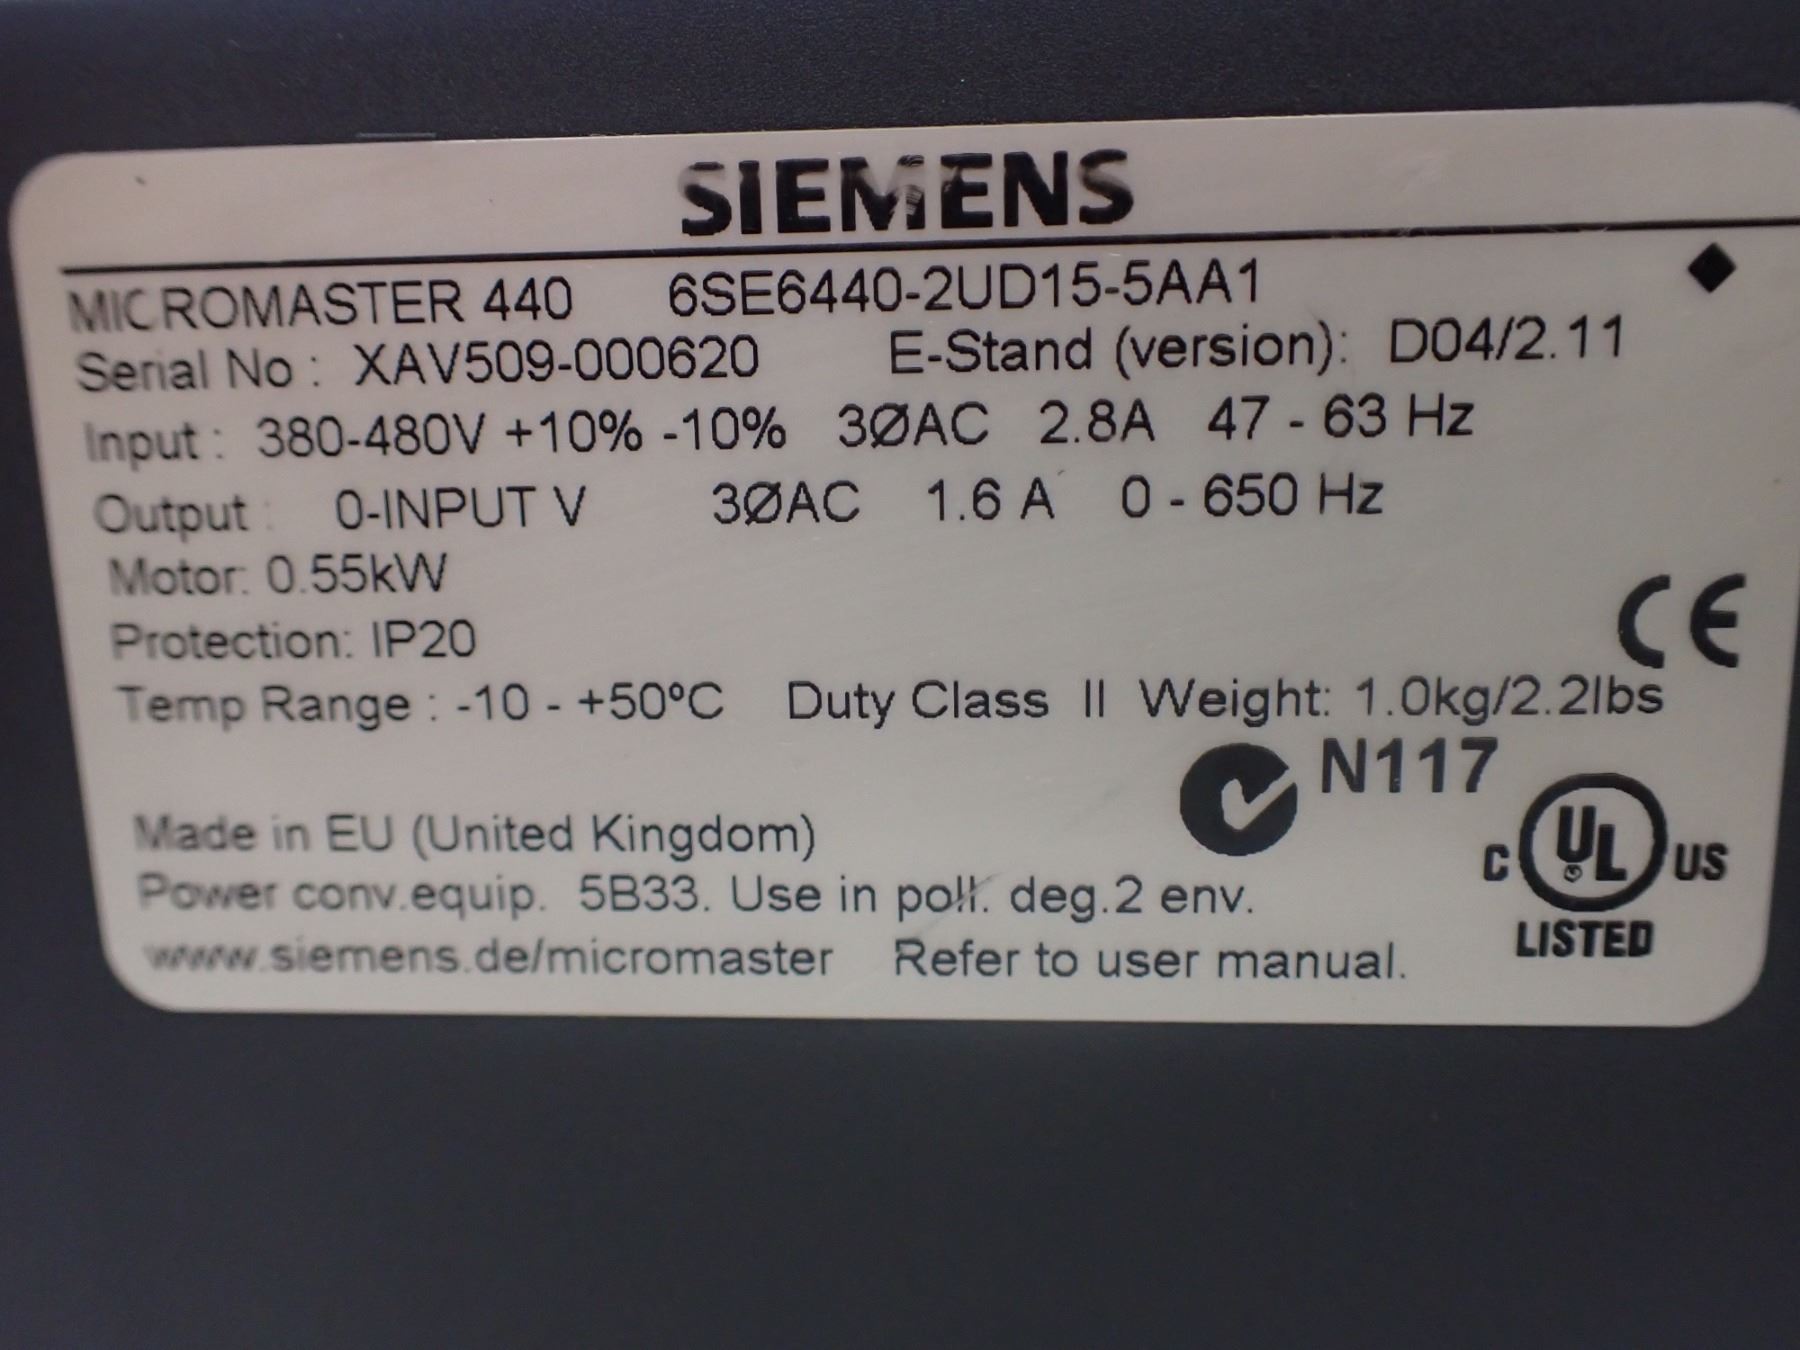 SIEMENS
MICROMASTER 440 6SE6440-2UD15-5AA1
Serial No : XAV509-000620 E-Stand (version): D04/2.11
Input : 380-480V +10% -10% 3ØAC 2.8A 47 - 63 Hz
Output : 0-INPUT V 3ØAC 1.6 A 0 - 650 Hz
Motor: 0.55kW
Protection: IP20
CE
Temp Range : -10 - +50ºC Duty Class II Weight: 1.0kg/2.2lbs
N117
Made in EU (United Kingdom)
C UL US
Power conv.equip. 5B33. Use in poll. deg.2 env.
LISTED
www.siemens.de/micromaster Refer to user manual.